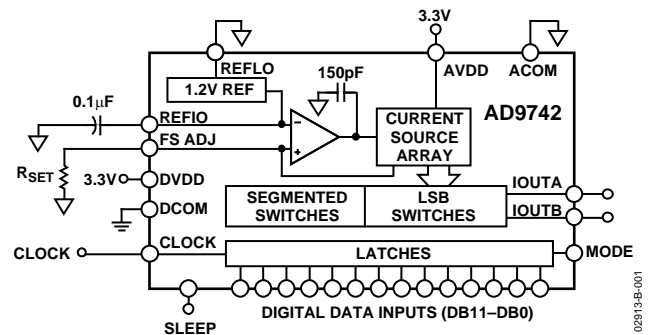 3.3V
REFLO
150pF
AVDD
ACOM
1.2V REF
AD9742
0.1μF
REFIO
CURRENT
SOURCE
ARRAY
FS ADJ
RSET
3.3V
DVDD
DCOM
SEGMENTED
SWITCHES
LSB
SWITCHES
IOUTA
IOUTB
CLOCK
CLOCK
LATCHES
MODE
SLEEP
DIGITAL DATA INPUTS (DB11–DB0)
02913-B-001